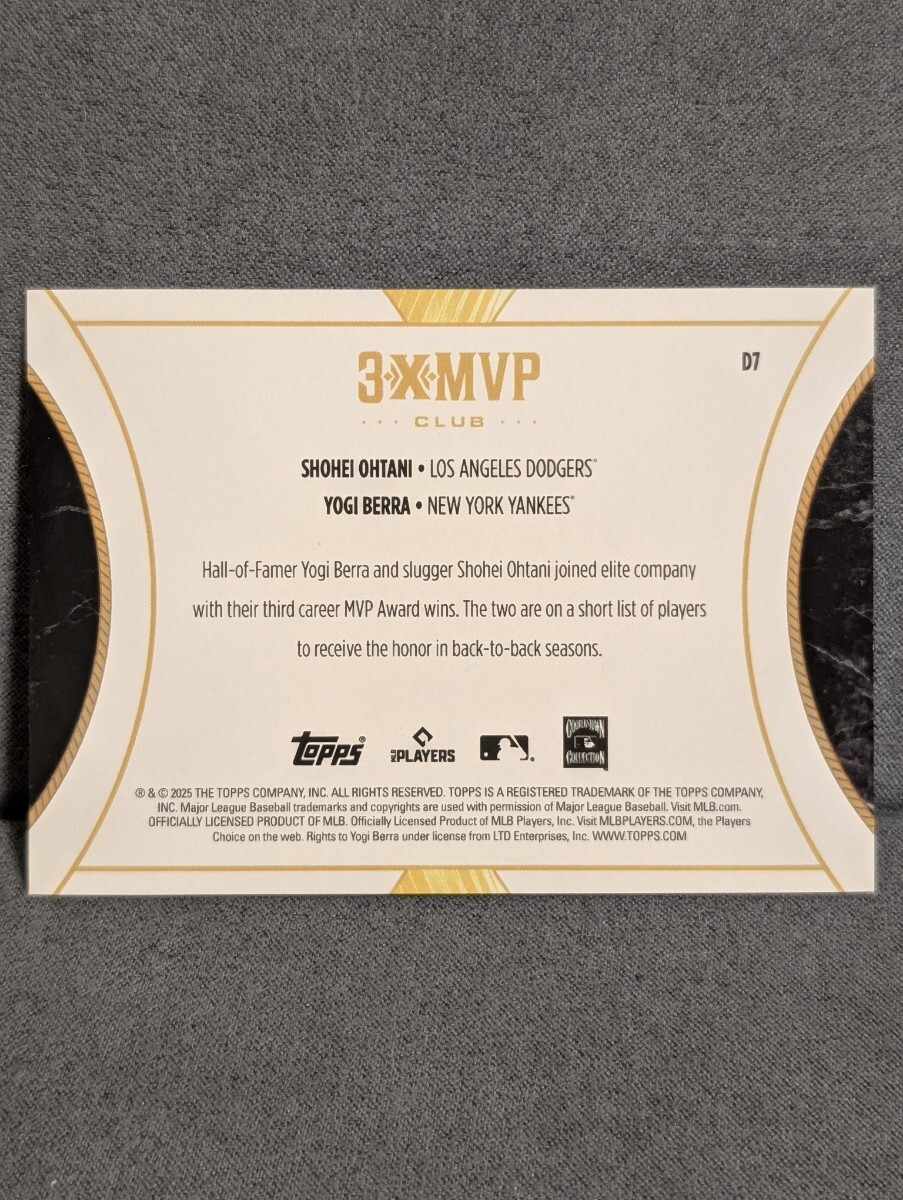 D7
3XMVP
CLUB
SHOHEI OHTANI • LOS ANGELES DODGERS™
YOGI BERRA • NEW YORK YANKEES™
Hall-of-Famer Yogi Berra and slugger Shohei Ohtani joined elite company
with their third career MVP Award wins. The two are on a short list of players
to receive the honor in back-to-back seasons.
topps® MLB PLAYERS COOPERSTOWN COLLECTION
® & © 2025 THE TOPPS COMPANY, INC. ALL RIGHTS RESERVED. TOPPS IS A REGISTERED TRADEMARK OF THE TOPPS COMPANY,
INC. Major League Baseball trademarks and copyrights are used with permission of Major League Baseball. Visit MLB.com.
OFFICIALLY LICENSED PRODUCT OF MLB. Officially Licensed Product of MLB Players, Inc. Visit MLBPLAYERS.COM, the Players
Choice on the web. Rights to Yogi Berra under license from LTD Enterprises, Inc. WWW.TOPPS.COM